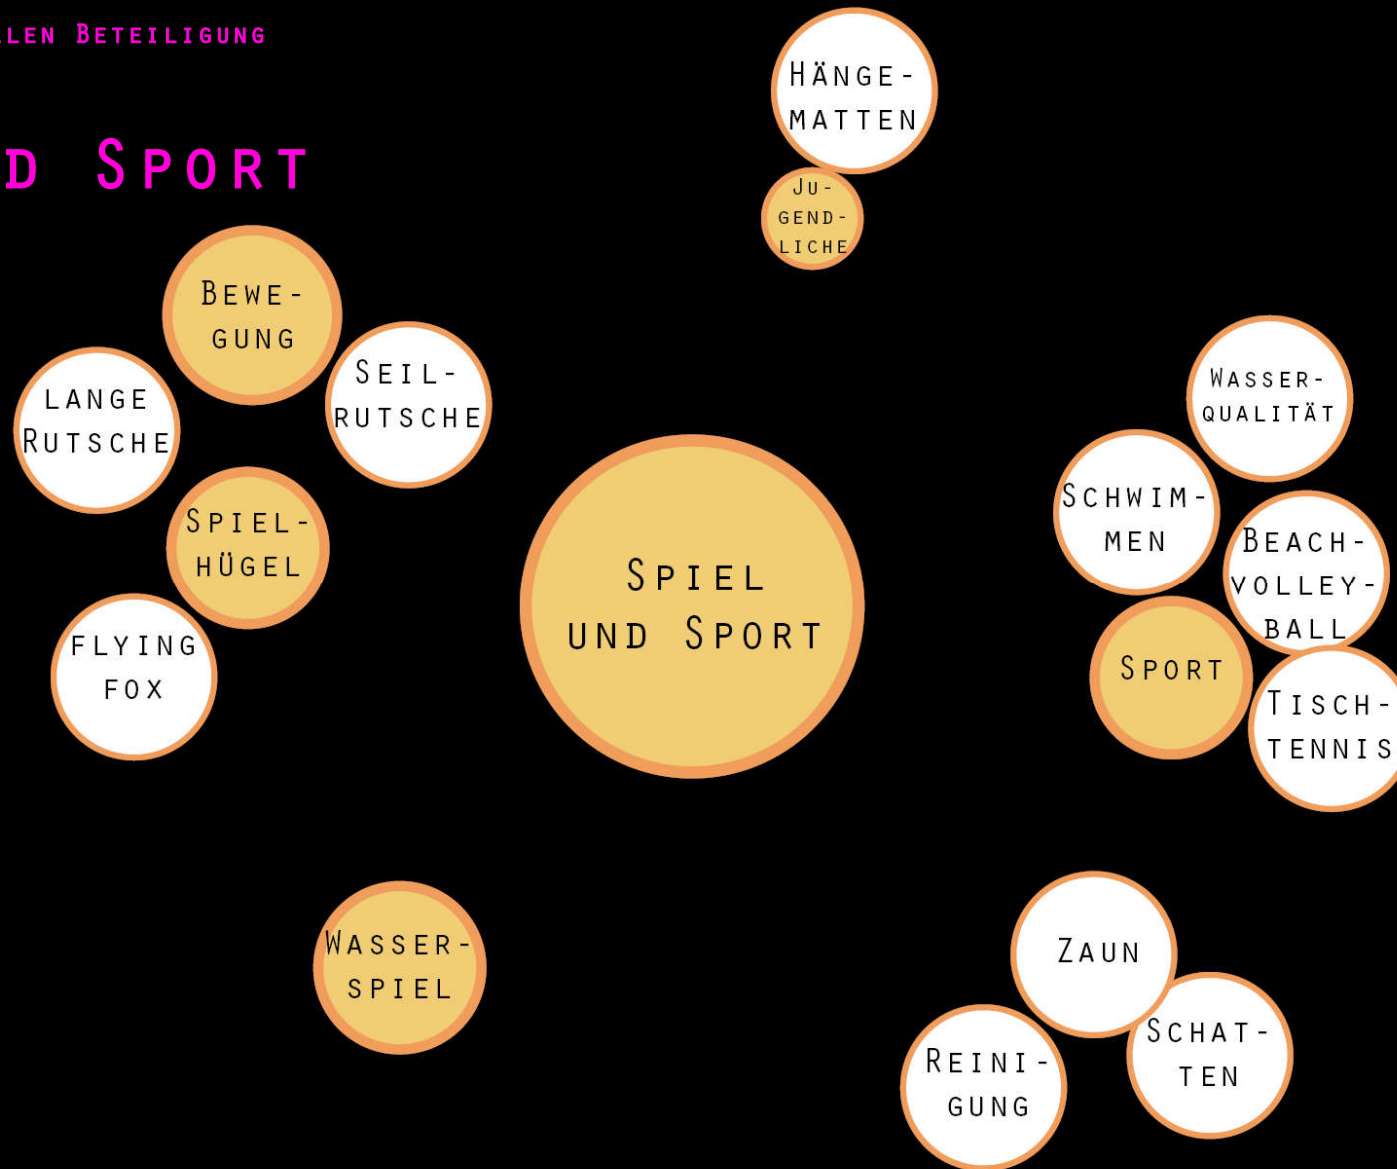 LLEN BETEILIGUNG
D SPORT
HÄNGE-
MATTEN
JU-
GEND-
LICHE
BEWE-
GUNG
SEIL-
RUTSCHE
LANGE
RUTSCHE
SPIEL-
HÜGEL
FLYING
FOX
SPIEL
UND SPORT
WASSER-
QUALITÄT
SCHWIM-
MEN
BEACH-
VOLLEY-
BALL
SPORT
TISCH-
TENNIS
WASSER-
SPIEL
ZAUN
SCHAT-
TEN
REINI-
GUNG